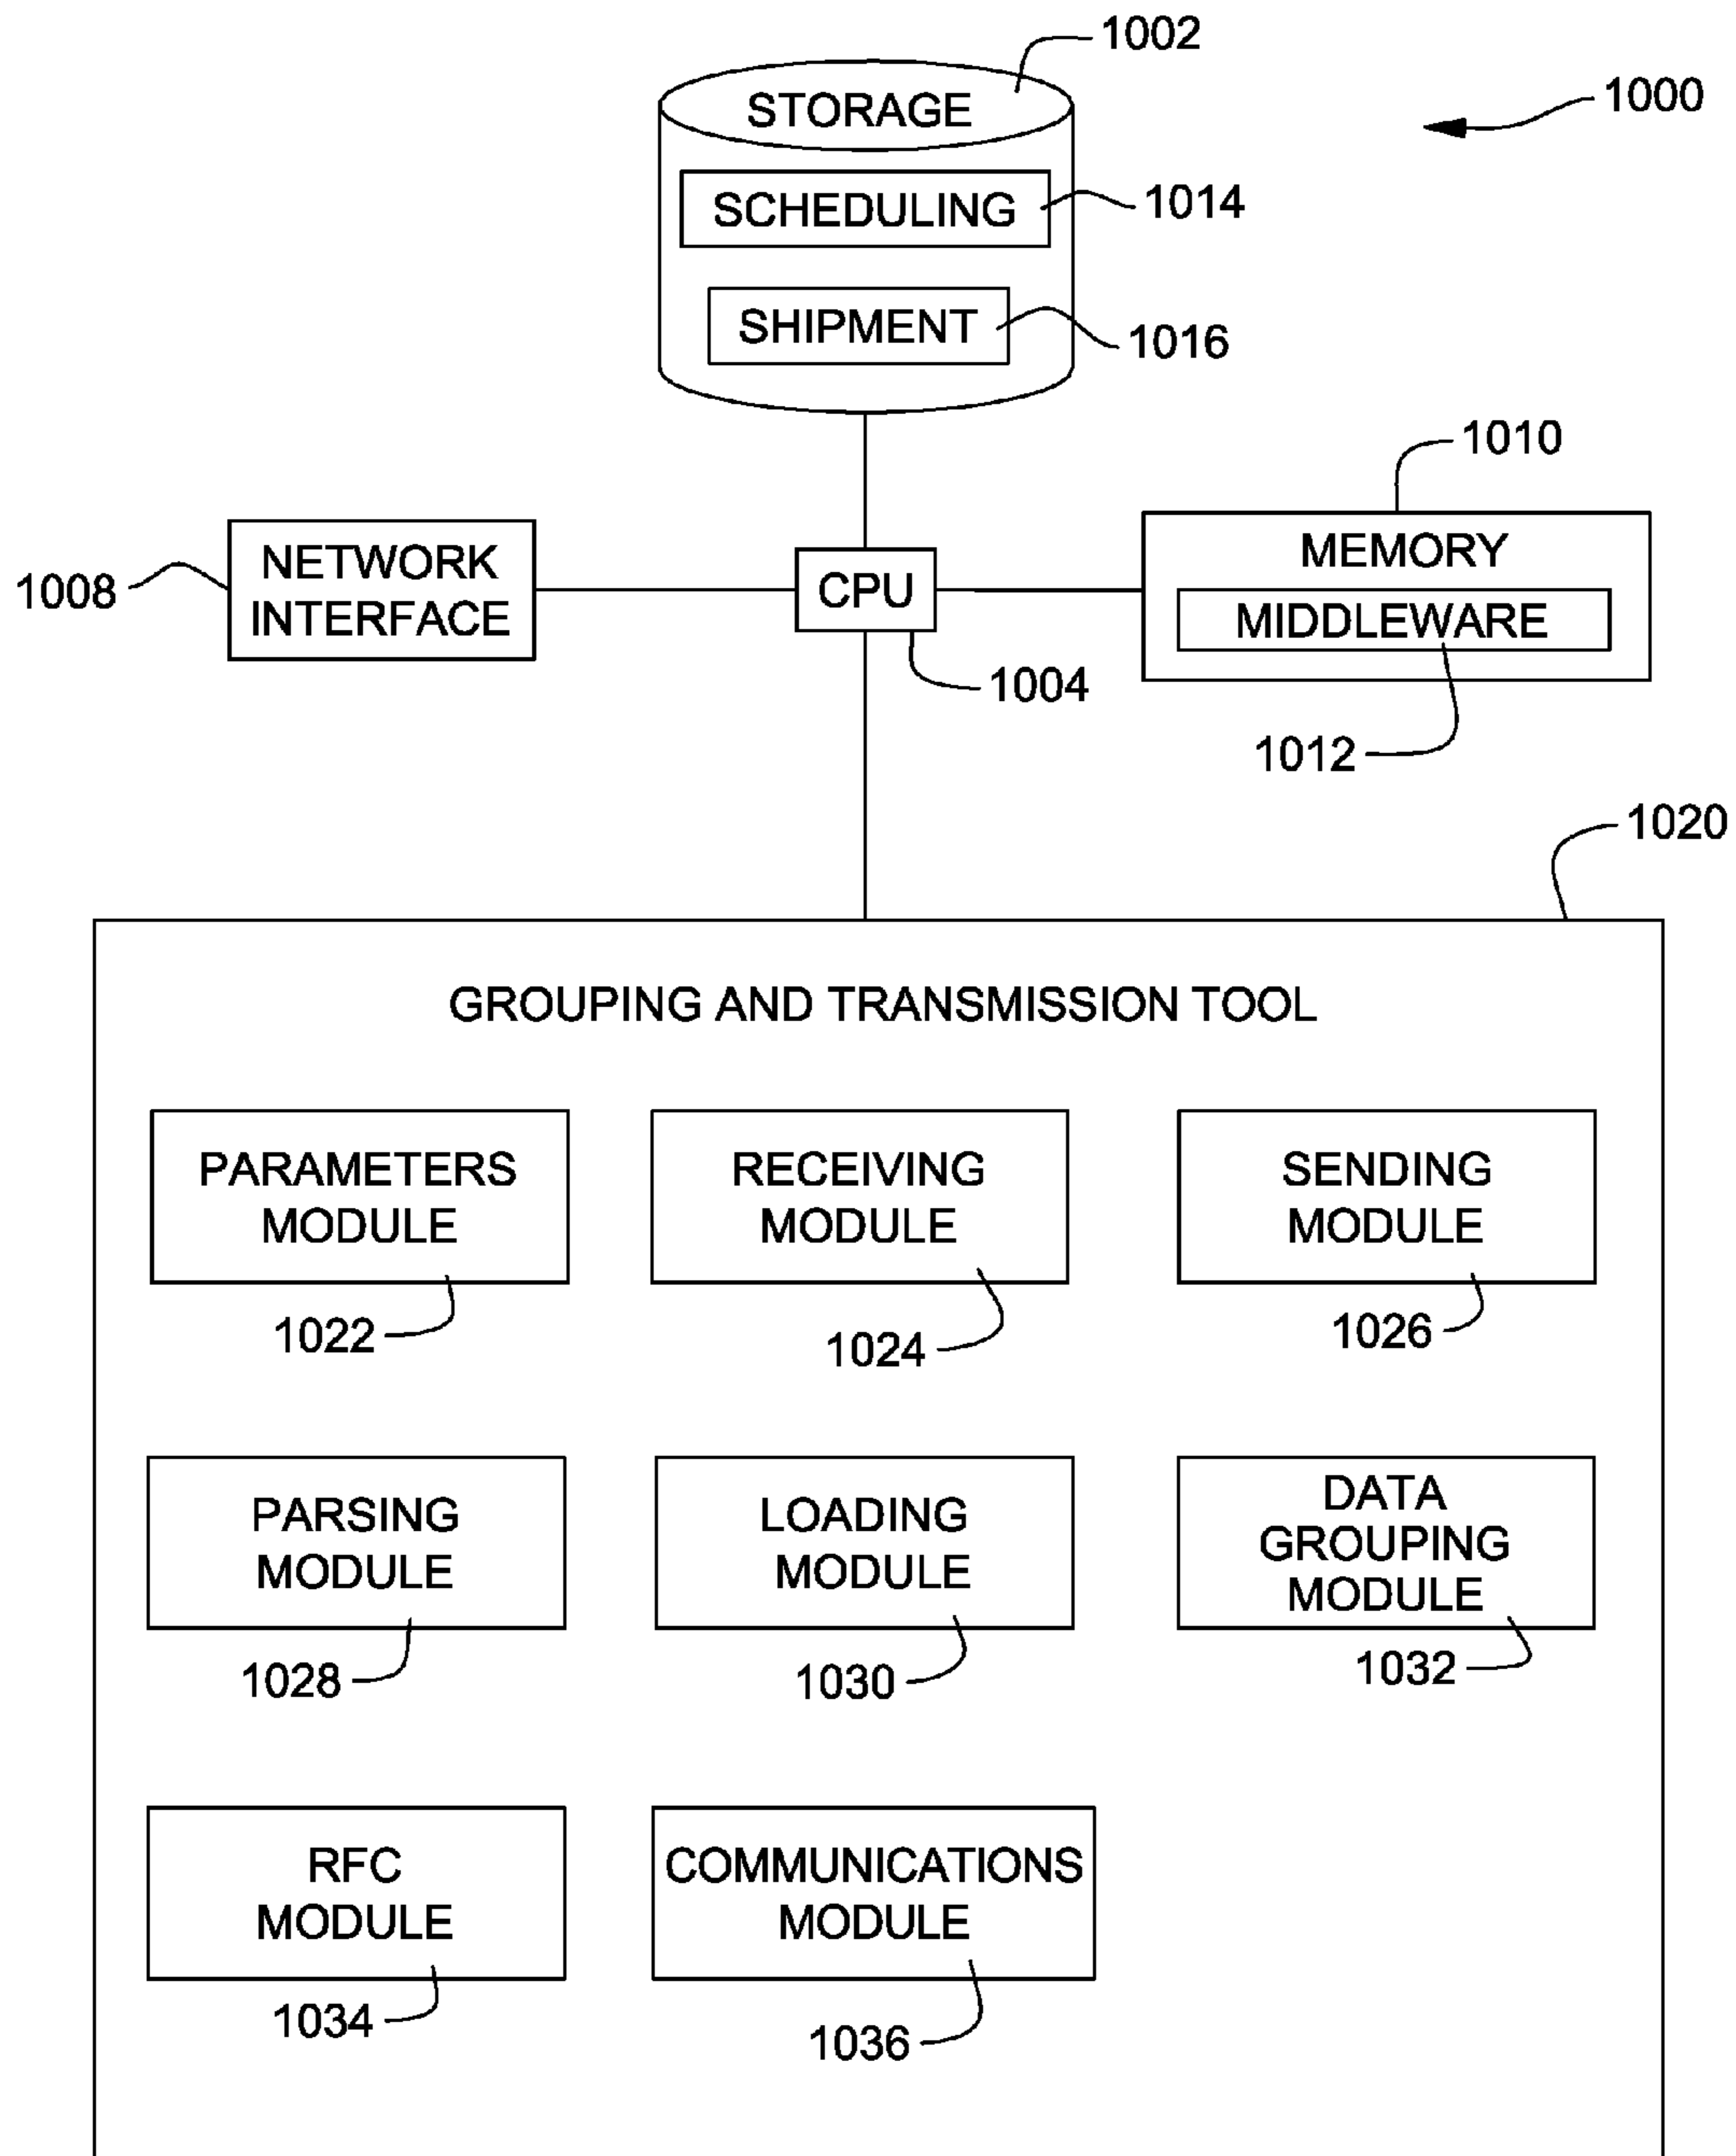 1002
STORAGE
1000
SCHEDULING
1014
SHIPMENT
1016
1010
NETWORK
INTERFACE
1008
CPU
1004
MEMORY
MIDDLEWARE
1012
1020
GROUPING AND TRANSMISSION TOOL
PARAMETERS
MODULE
1022
RECEIVING
MODULE
1024
SENDING
MODULE
1026
PARSING
MODULE
1028
LOADING
MODULE
1030
DATA
GROUPING
MODULE
1032
RFC
MODULE
1034
COMMUNICATIONS
MODULE
1036